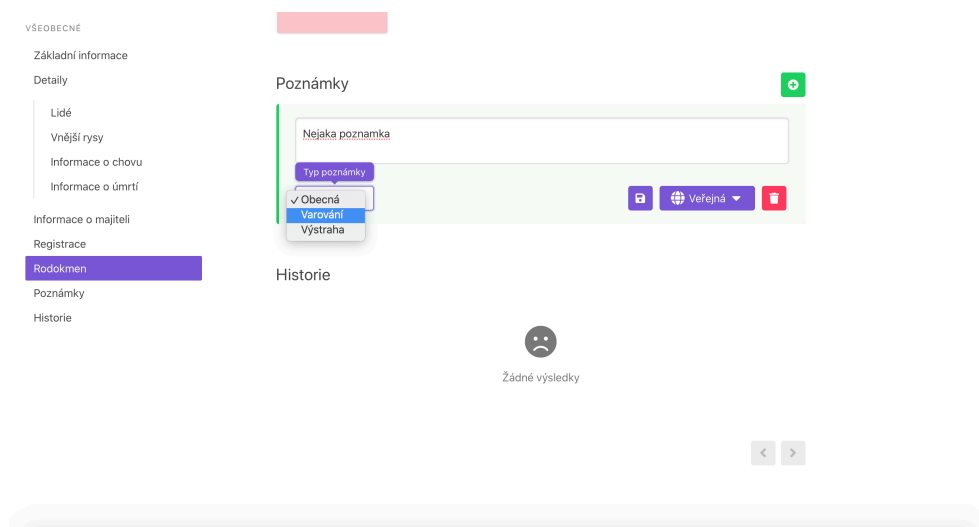 VŠEOBECNÉ
Základní informace
Detaily
Lidé
Vnější rysy
Informace o chovu
Informace o úmrtí
Informace o majiteli
Registrace
Rodokmen
Poznámky
Historie
Poznámky
Nejaka poznamka
Typ poznámky
✓ Obecná
Varování
Výstraha
Veřejná
Historie
Žádné výsledky